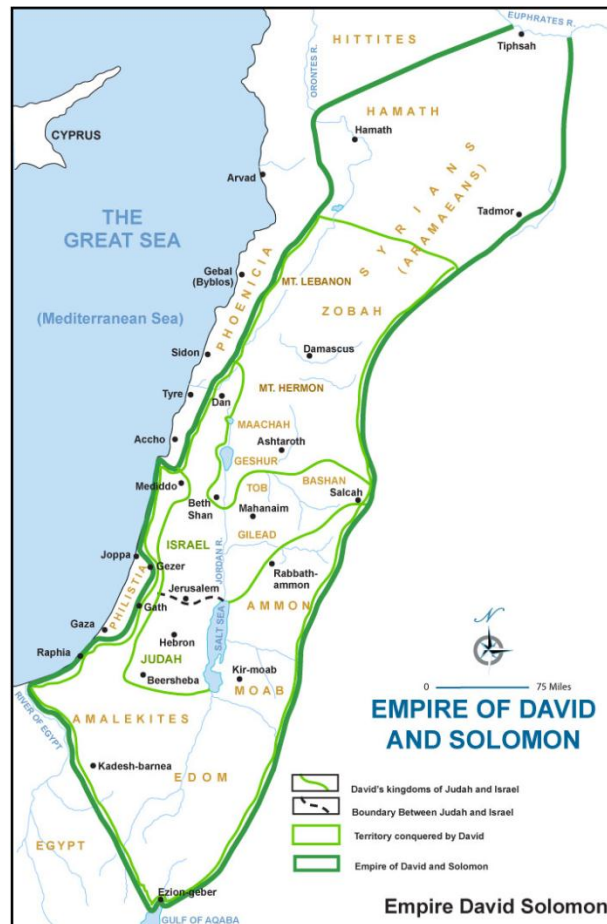 EUPHRATES R.
HITTITES
Tiphsah
ORONTES R.
HAMATH
Hamath
CYPRUS
Arvad
SYRIANS
(ARAMAEANS)
Tadmor
THE
GREAT SEA
(Mediterranean Sea)
Gebal
(Byblos)
PHOENICIA
MT. LEBANON
ZOBAH
Sidon
Damascus
Tyre
Dan
MT. HERMON
MAACHAH
Accho
Ashtaroth
GESHUR
Mediddo
TOB
BASHAN
Salcah
Beth
Shan
Mahanaim
ISRAEL
GILEAD
Joppa
JORDAN R.
Gezer
Rabbath-
ammon
Jerusalem
PHILISTIA
Gath
AMMON
Gaza
SALT SEA
Hebron
Raphia
JUDAH
Kir-moab
Beersheba
MOAB
RIVER OF EGYPT
AMALEKITES
Kadesh-barnea
EDOM
EGYPT
Ezion-geber
GULF OF AQABA
N
0 75 Miles
EMPIRE OF DAVID
AND SOLOMON
David's kingdoms of Judah and Israel
Boundary Between Judah and Israel
Territory conquered by David
Empire of David and Solomon
Empire David Solomon